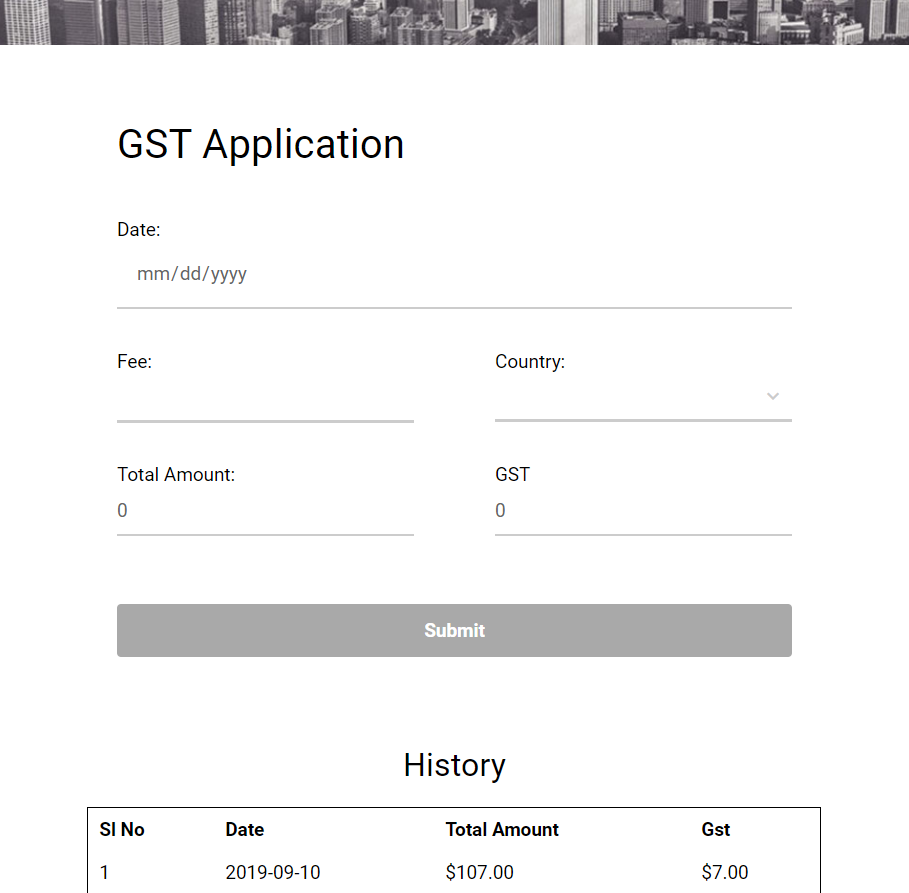 GST Application
Date:
mm/dd/yyyy
Fee: Country:
Total Amount: GST
0 0
Submit
History
Sl No Date Total Amount Gst
1 2019-09-10 $107.00 $7.00